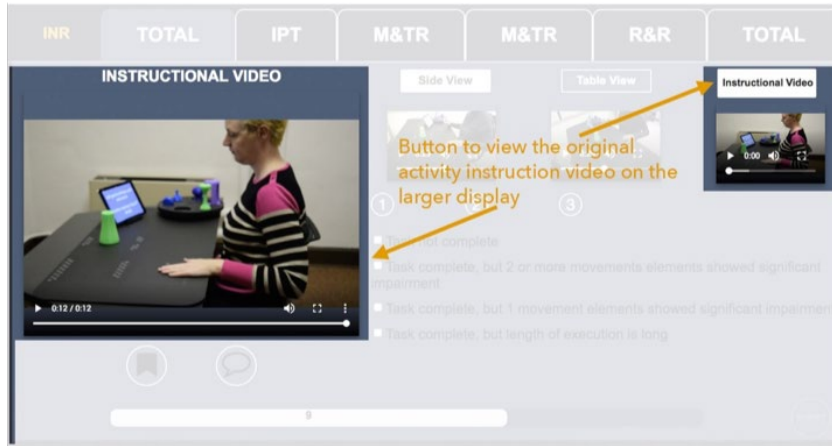 INR TOTAL IPT M&TR M&TR R&R TOTAL
INSTRUCTIONAL VIDEO
Side View
Table View
Instructional Video
Button to view the original
activity instruction video on the
larger display
0:00
1
3
Task not complete
Task complete, but 2 or more movements elements showed significant
impairment
Task complete, but 1 movement elements showed significant impairment
Task complete, but length of execution is long
0:12 / 0:12
9